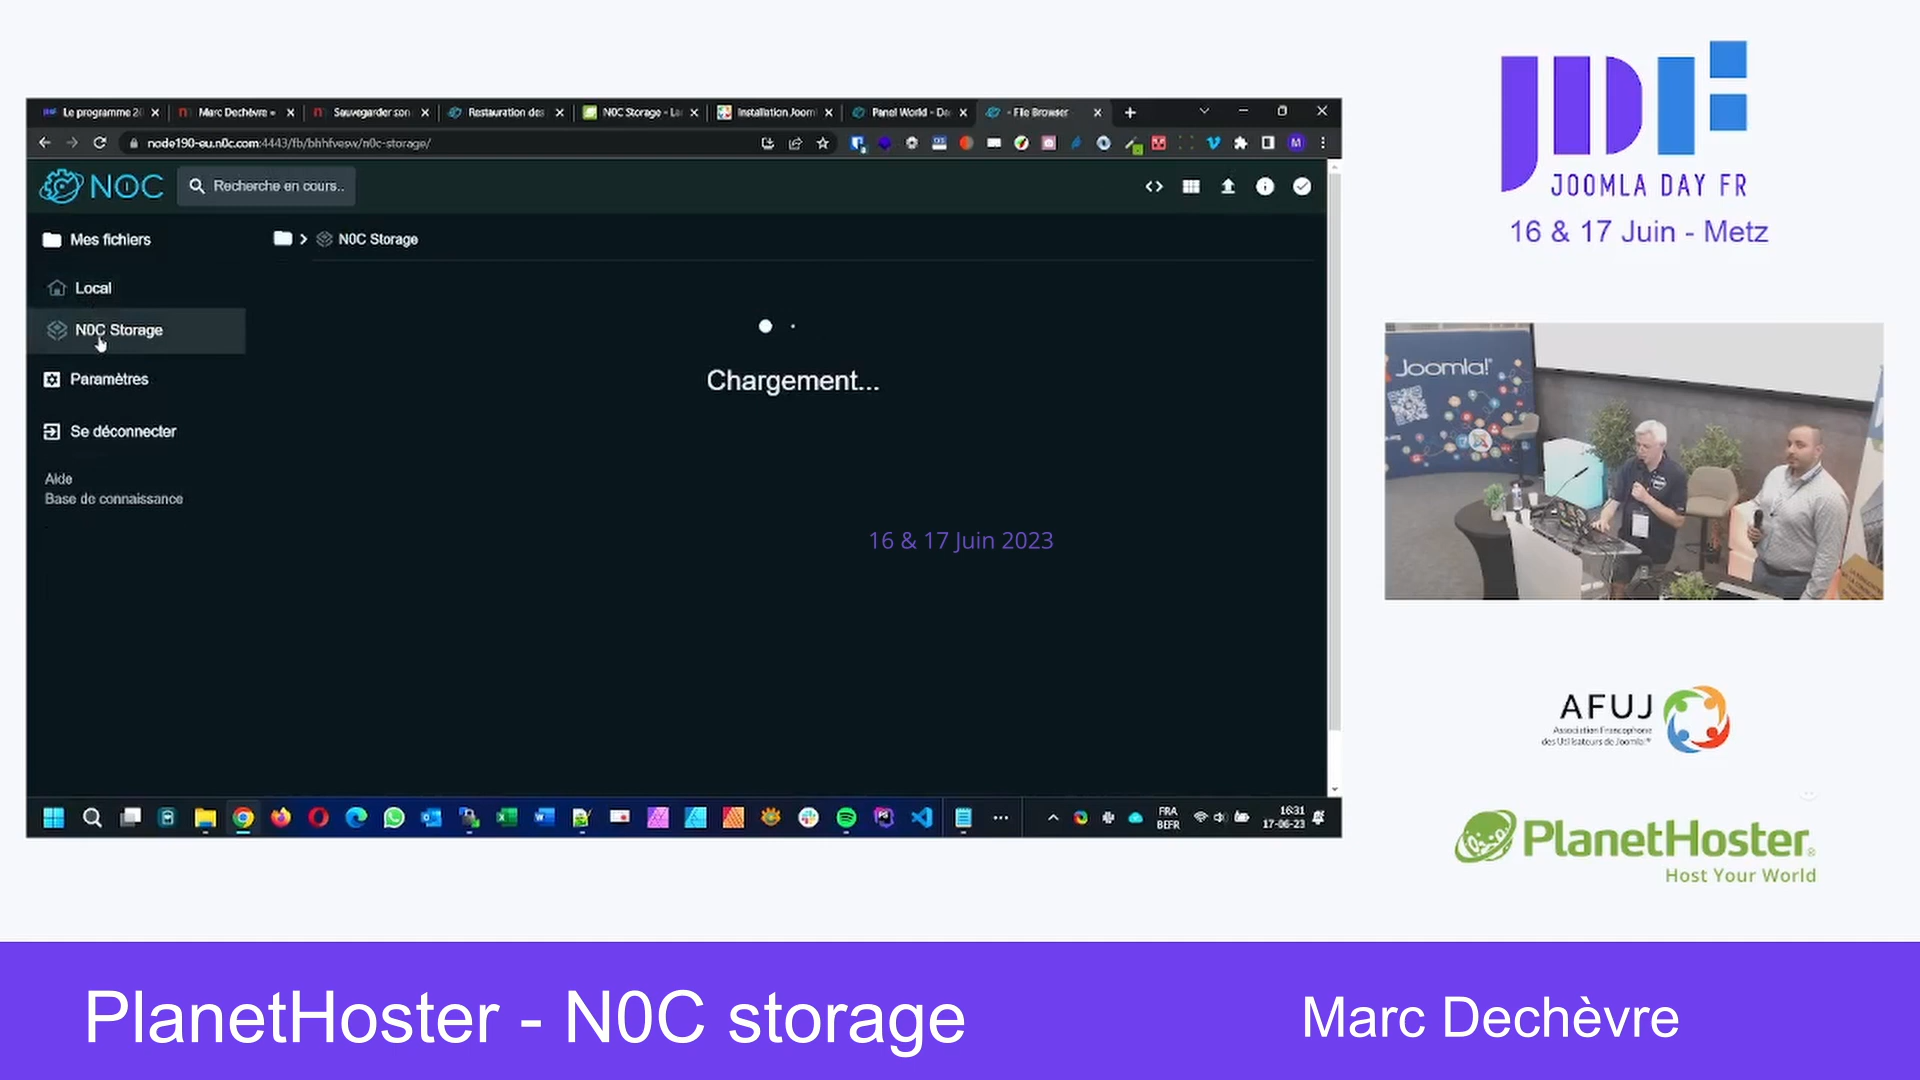 Le programme 2
Marc Dechèvre
Sauvegarder son
Restauration des
N0C Storage - La
Installation Joom
Panel World - De
- File Browser
node190-eu.n0c.com:4443/fb/bhhfvesw/n0c-storage/
N0C
Recherche en cours..
Mes fichiers
N0C Storage
Local
N0C Storage
Paramètres
Se déconnecter
Aide
Base de connaissance
Chargement...
16 & 17 Juin 2023
FRA
BEFR
16:31
17-06-23
JDF
JOOMLA DAY FR
16 & 17 Juin - Metz
Joomla!
AFUJ
Association Francophone
des Utilisateurs de Joomla!
PlanetHoster
Host Your World
PlanetHoster - N0C storage
Marc Dechèvre